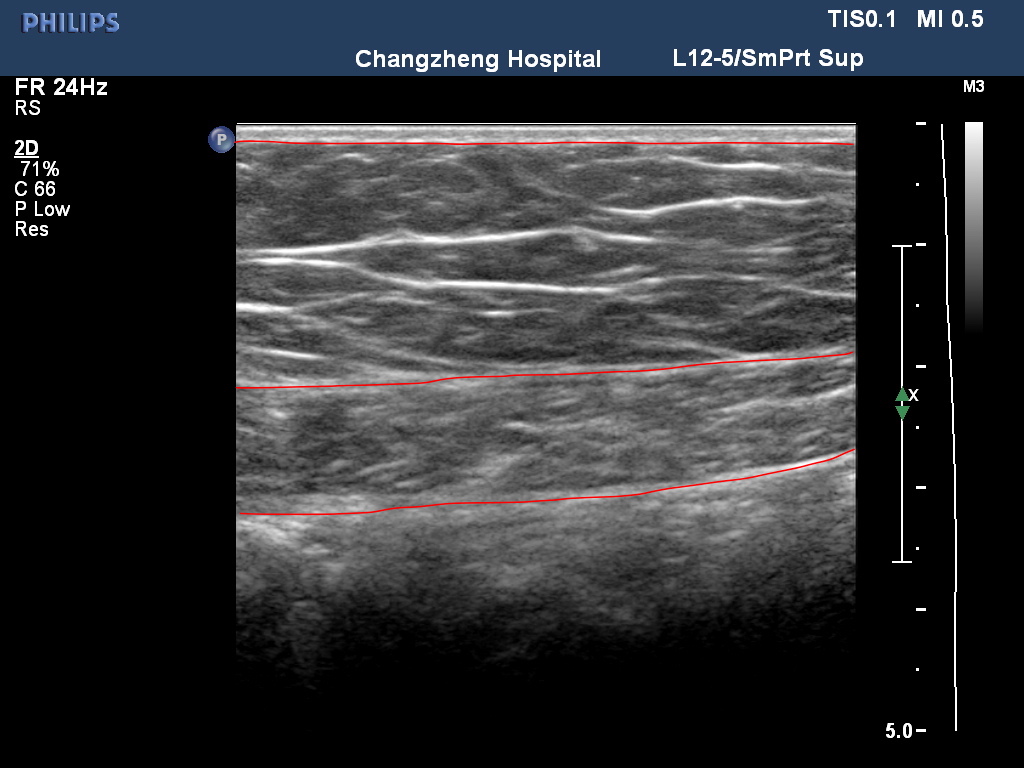 PHILIPS
TIS0.1 MI 0.5
Changzheng Hospital
L12-5/SmPrt Sup
FR 24Hz
RS
M3
P
2D
71%
C 66
P Low
Res
X
5.0